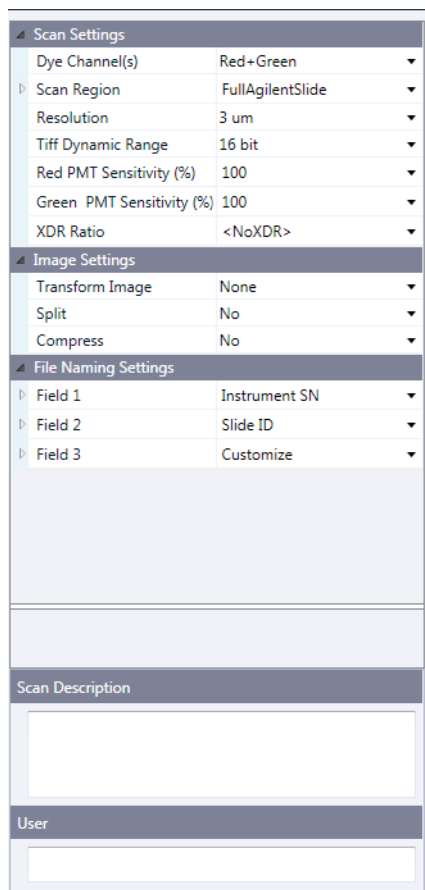 Scan Settings
Dye Channel(s) Red+Green
Scan Region FullAgilentSlide
Resolution 3 um
Tiff Dynamic Range 16 bit
Red PMT Sensitivity (%) 100
Green PMT Sensitivity (%) 100
XDR Ratio <NoXDR>
Image Settings
Transform Image None
Split No
Compress No
File Naming Settings
Field 1 Instrument SN
Field 2 Slide ID
Field 3 Customize
Scan Description
User